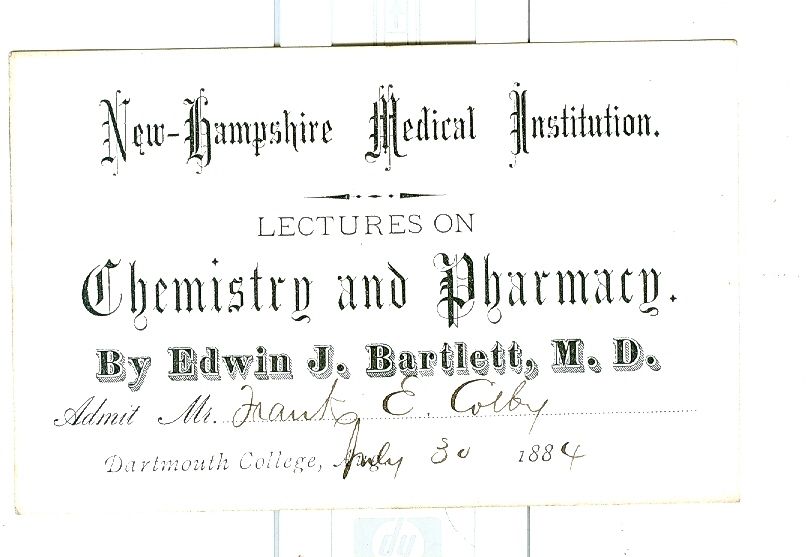 New-Hampshire Medical Institution.
LECTURES ON
Chemistry and Pharmacy.
By Edwin J. Bartlett, M. D.
Admit Mr. Frank E. Colby
Dartmouth College, July 30 1884